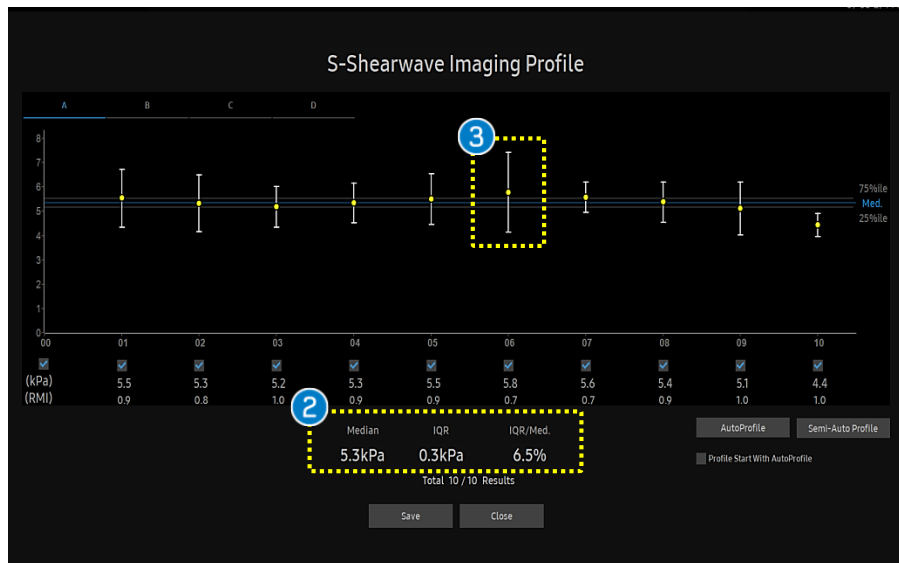 S-Shearwave Imaging Profile
A B C D
3
8
7
6
5
4
3
2
1
0
75%ile
Med.
25%ile
00 01 02 03 04 05 06 07 08 09 10
(kPa) 5.5 5.3 5.2 5.3 5.5 5.8 5.6 5.4 5.1 4.4
(RMI) 0.9 0.8 1.0 0.9 0.9 0.7 0.7 0.9 1.0 1.0
2
Median IQR IQR/Med.
5.3kPa 0.3kPa 6.5%
Total 10 / 10 Results
AutoProfile Semi-Auto Profile
Profile Start With AutoProfile
Save Close